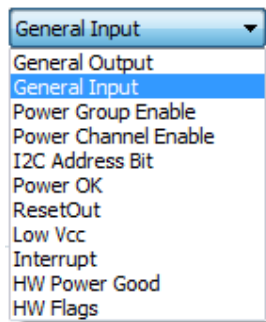 General Input
General Output
General Input
Power Group Enable
Power Channel Enable
I2C Address Bit
Power OK
ResetOut
Low Vcc
Interrupt
HW Power Good
HW Flags